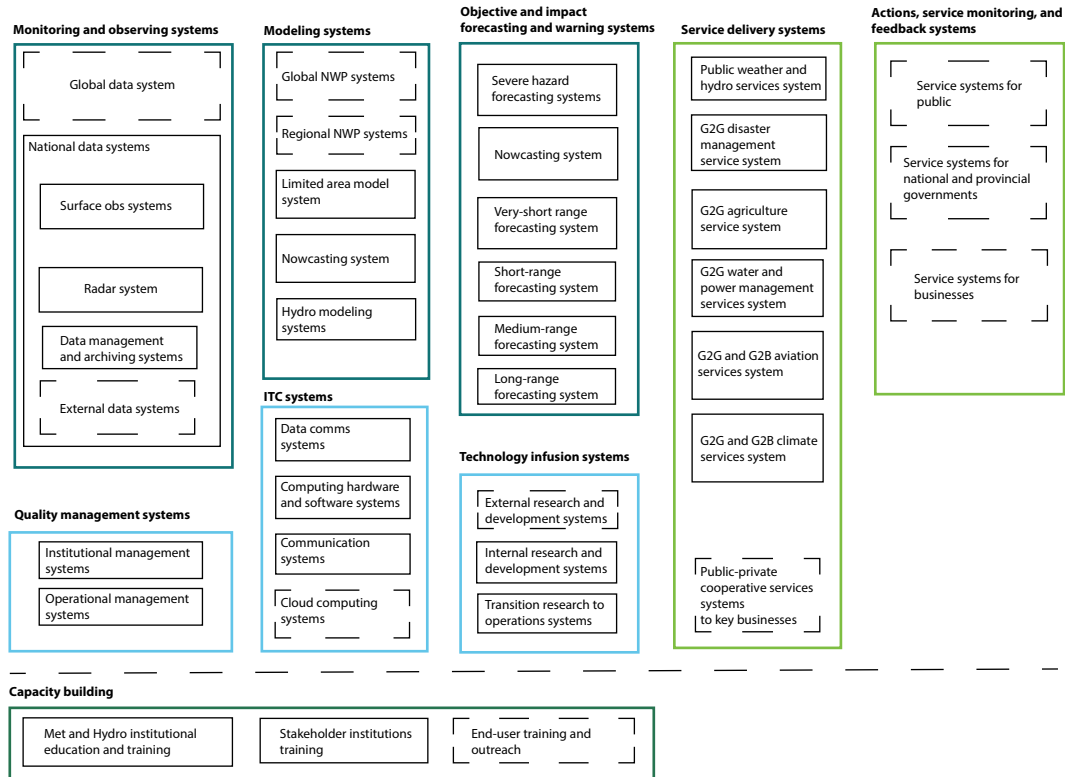 Monitoring and observing systems
Global data system
National data systems
Surface obs systems
Radar system
Data management
and archiving systems
External data systems
Quality management systems
Institutional management
systems
Operational management
systems
Modeling systems
Global NWP systems
Regional NWP systems
Limited area model
system
Nowcasting system
Hydro modeling
systems
ITC systems
Data comms
systems
Computing hardware
and software systems
Communication
systems
Cloud computing
systems
Objective and impact
forecasting and warning systems
Severe hazard
forecasting systems
Nowcasting system
Very-short range
forecasting system
Short-range
forecasting system
Medium-range
forecasting system
Long-range
forecasting system
Technology infusion systems
External research and
development systems
Internal research and
development systems
Transition research to
operations systems
Service delivery systems
Public weather and
hydro services system
G2G disaster
management
service system
G2G agriculture
service system
G2G water and
power management
services system
G2G and G2B aviation
services system
G2G and G2B climate
services system
Public-private
cooperative services
systems
to key businesses
Actions, service monitoring, and
feedback systems
Service systems for
public
Service systems for
national and provincial
governments
Service systems for
businesses
Capacity building
Met and Hydro institutional
education and training
Stakeholder institutions
training
End-user training and
outreach